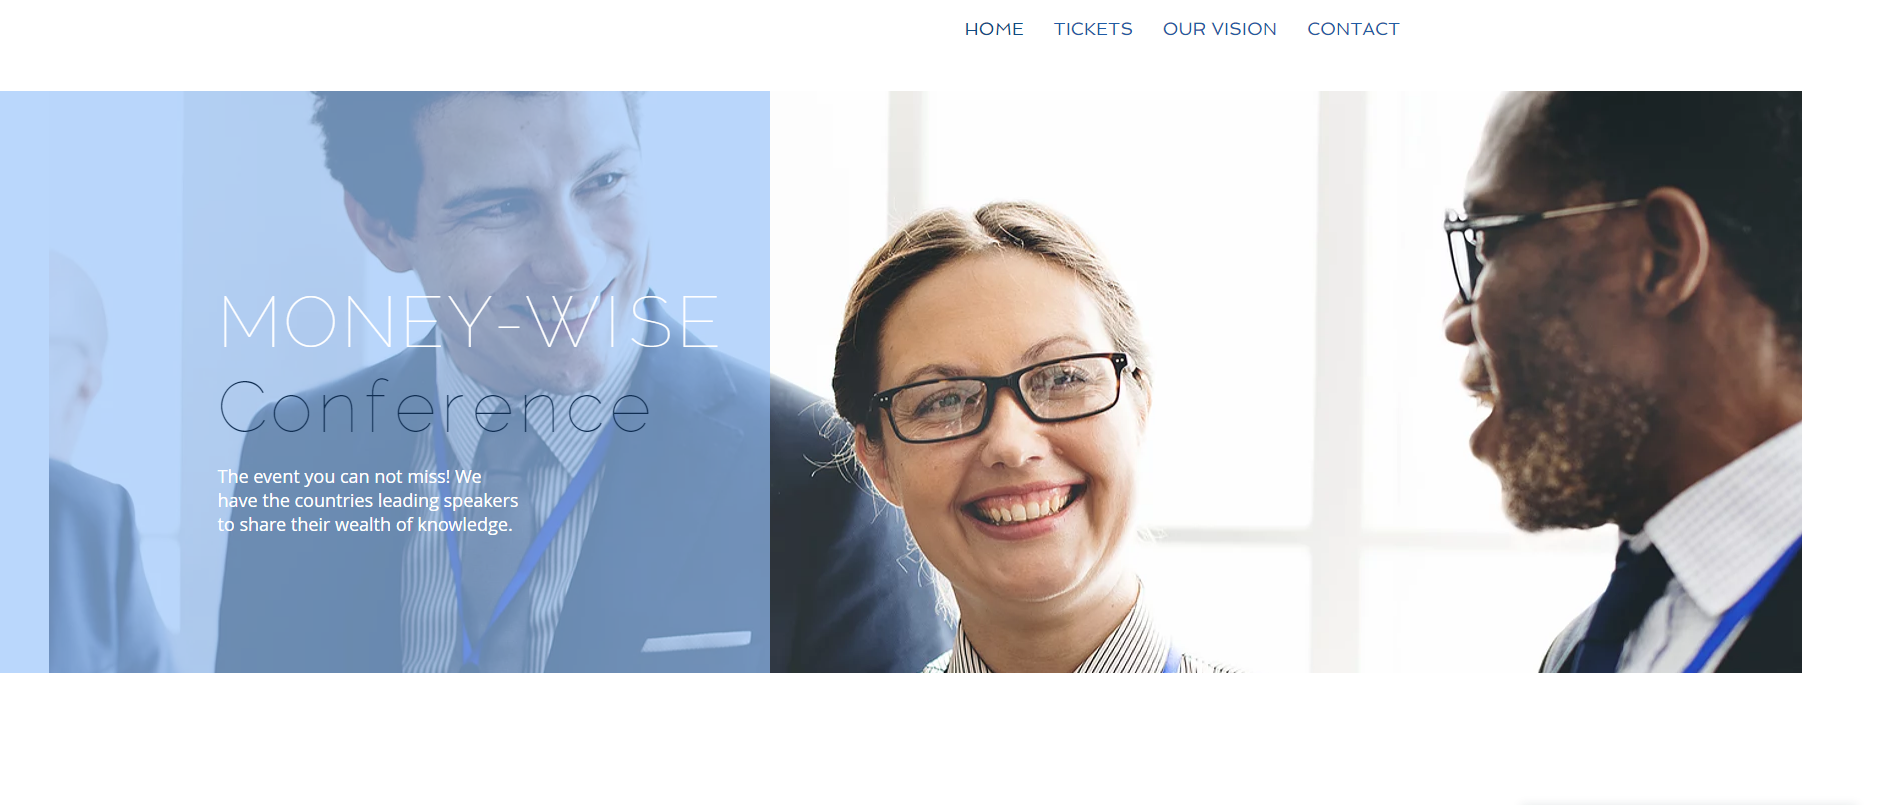 HOME TICKETS OUR VISION CONTACT
MONEY-WISE
Conference
The event you can not miss! We
have the countries leading speakers
to share their wealth of knowledge.